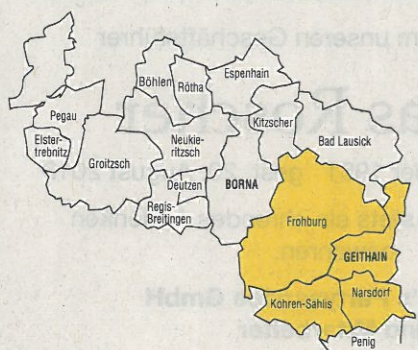 Espenhain
Böhlen
Rötha
Pegau
Kitzscher
Elster-
trebnitz
Groitzsch
Neukie-
ritzsch
Bad Lausick
Deutzen
BORNA
Regis-
Breitingen
Frohburg
GEITHAIN
Kohren-Sahlis
Narsdorf
Penig